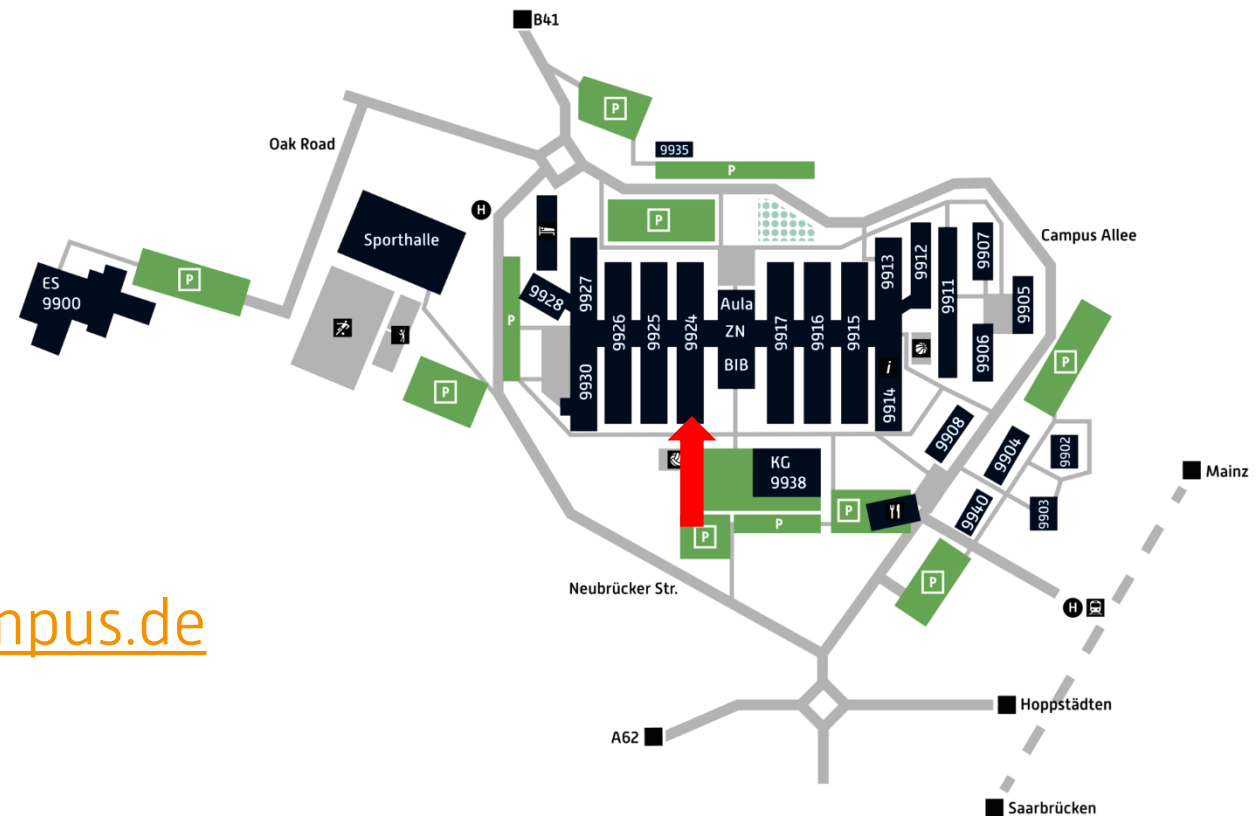 B41
P
9935
P
Oak Road
H
P
Sporthalle
Campus Allee
9907
9912
9913
9911
9905
ES
9900
P
9927
9928
9926
9925
9924
Aula
ZN
BIB
9917
9916
9915
P
9906
i
P
P
9930
9914
9908
9904
9902
KG
9938
Mainz
P
P
P
9940
9903
Neubrücker Str.
P
H
mpus.de
Hoppstädten
A62
Saarbrücken